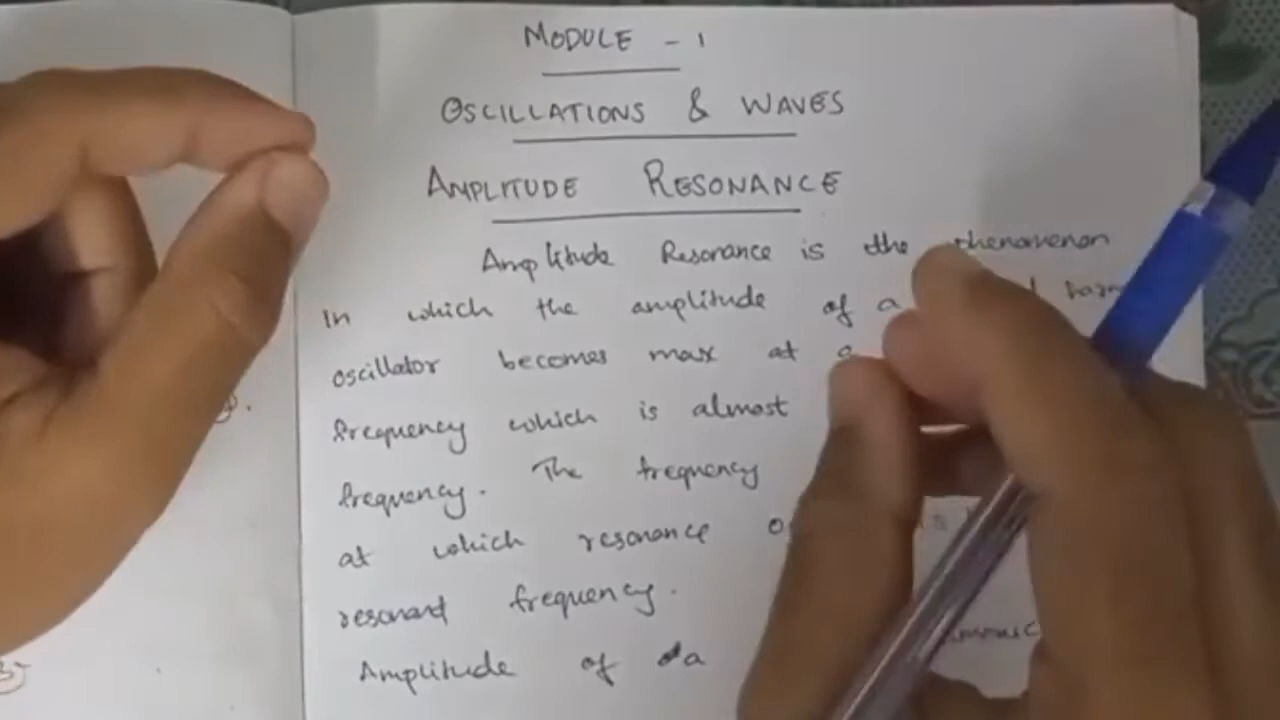 MODULE - 1
OSCILLATIONS & WAVES
AMPLITUDE RESONANCE
Amplitude Resonance is the phenomenon
In which the amplitude of a
oscillator becomes max at a
frequency which is almost
frequency. The frequency
at which resonance
resonant frequency.
Amplitude of a